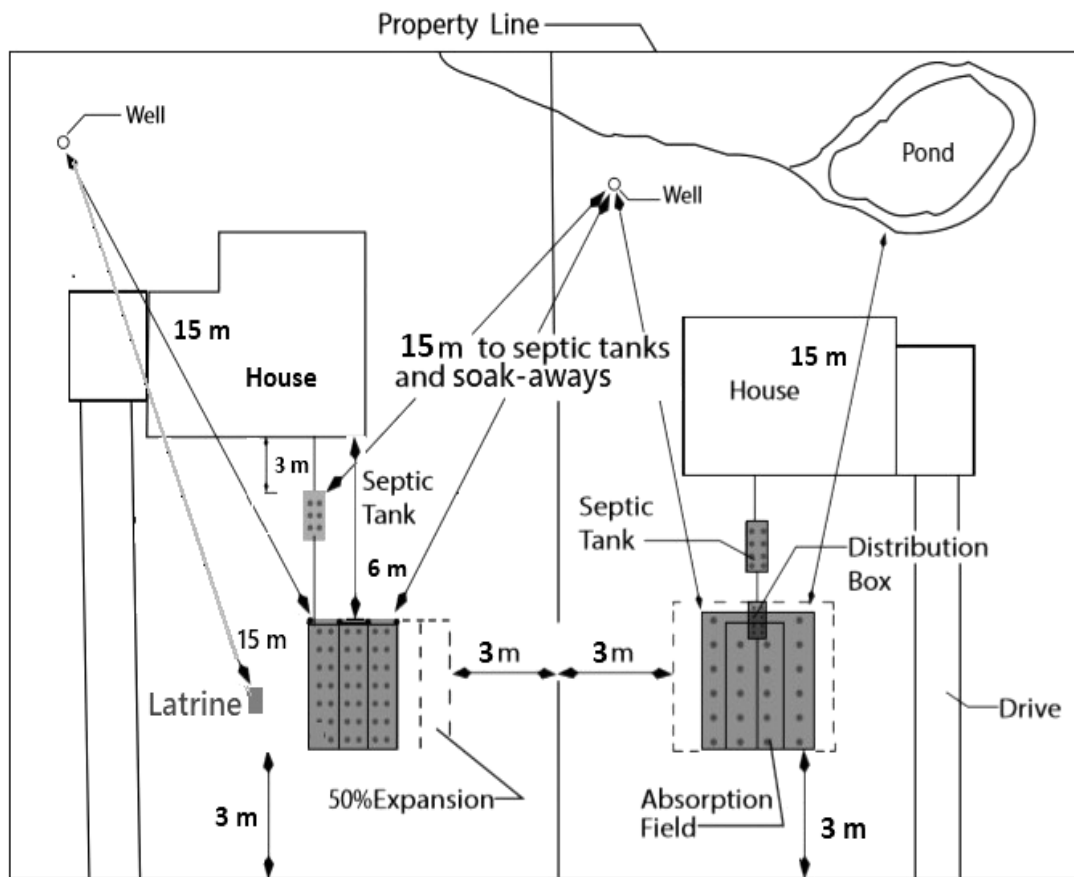 Property Line
Well
Pond
Well
15 m
15m to septic tanks
and soak-aways
15 m
House
House
3 m
Septic
Tank
Septic
Tank
Distribution
Box
6 m
15 m
3m
3m
Latrine
Drive
50%Expansion
Absorption
Field
3 m
3 m